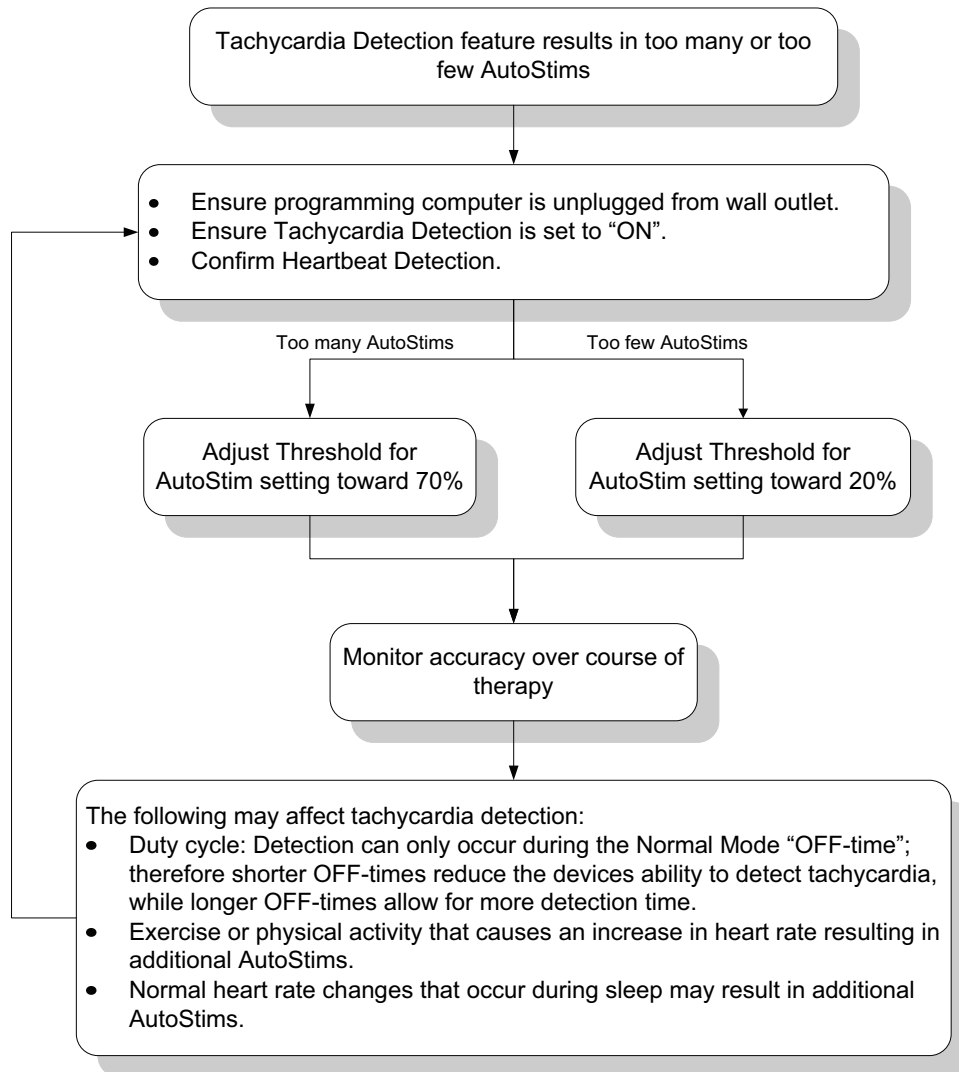 Tachycardia Detection feature results in too many or too
few AutoStims
• Ensure programming computer is unplugged from wall outlet.
• Ensure Tachycardia Detection is set to “ON”.
• Confirm Heartbeat Detection.
Too many AutoStims
Too few AutoStims
Adjust Threshold for
AutoStim setting toward 70%
Adjust Threshold for
AutoStim setting toward 20%
Monitor accuracy over course of
therapy
The following may affect tachycardia detection:
• Duty cycle: Detection can only occur during the Normal Mode “OFF-time”;
therefore shorter OFF-times reduce the devices ability to detect tachycardia,
while longer OFF-times allow for more detection time.
• Exercise or physical activity that causes an increase in heart rate resulting in
additional AutoStims.
• Normal heart rate changes that occur during sleep may result in additional
AutoStims.